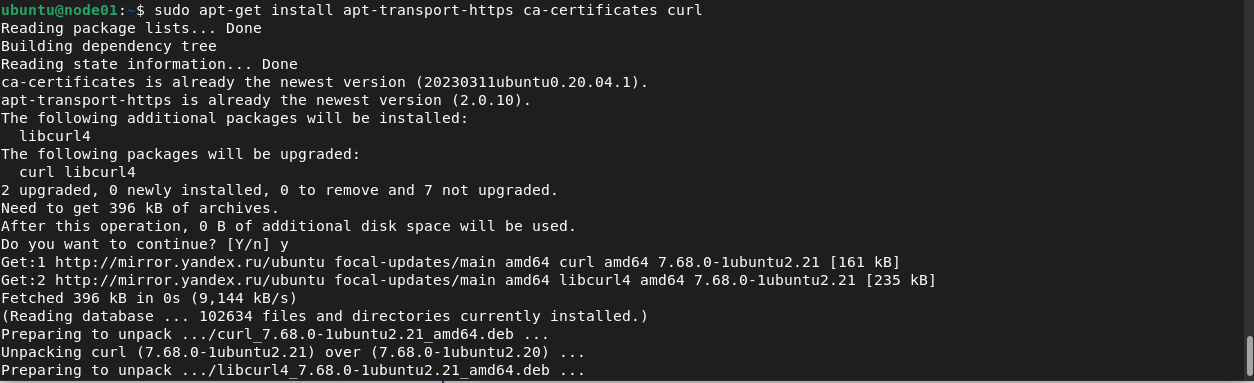 ubuntu@node01:~$ sudo apt-get install apt-transport-https ca-certificates curl
Reading package lists... Done
Building dependency tree
Reading state information... Done
ca-certificates is already the newest version (20230311ubuntu0.20.04.1).
apt-transport-https is already the newest version (2.0.10).
The following additional packages will be installed:
  libcurl4
The following packages will be upgraded:
  curl libcurl4
2 upgraded, 0 newly installed, 0 to remove and 7 not upgraded.
Need to get 396 kB of archives.
After this operation, 0 B of additional disk space will be used.
Do you want to continue? [Y/n] y
Get:1 http://mirror.yandex.ru/ubuntu focal-updates/main amd64 curl amd64 7.68.0-1ubuntu2.21 [161 kB]
Get:2 http://mirror.yandex.ru/ubuntu focal-updates/main amd64 libcurl4 amd64 7.68.0-1ubuntu2.21 [235 kB]
Fetched 396 kB in 0s (9,144 kB/s)
(Reading database ... 102634 files and directories currently installed.)
Preparing to unpack .../curl_7.68.0-1ubuntu2.21_amd64.deb ...
Unpacking curl (7.68.0-1ubuntu2.21) over (7.68.0-1ubuntu2.20) ...
Preparing to unpack .../libcurl4_7.68.0-1ubuntu2.21_amd64.deb ...